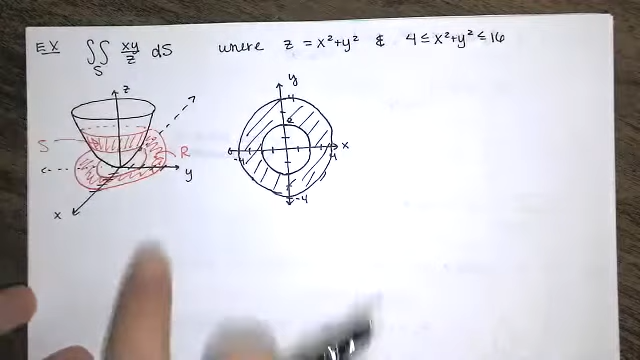 EX ∬S xy/z dS where z = x²+y² & 4 ≤ x²+y² ≤ 16
z
S
R
y
x
y
4
2
x
-4
4
-4